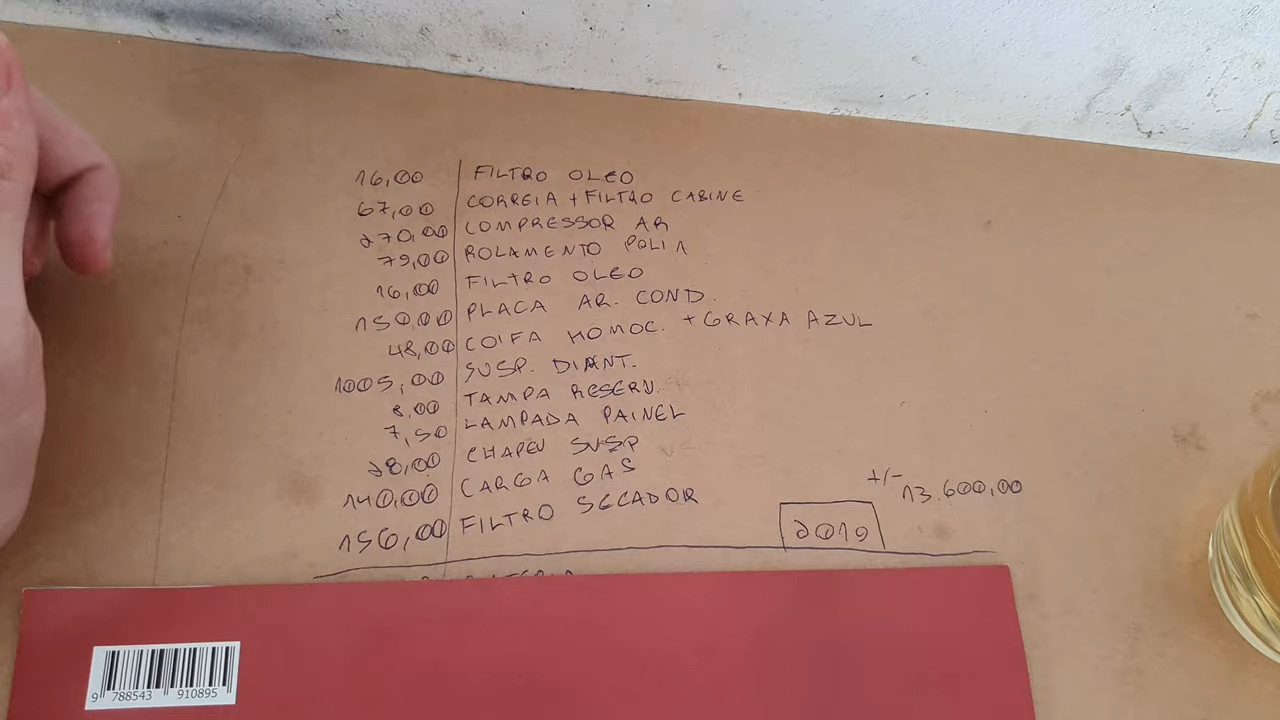 16,00 FILTRO OLEO
67,00 CORREIA + FILTRO CABINE
270,00 COMPRESSOR AR
79,00 ROLAMENTO POLIA
16,00 FILTRO OLEO
150,00 PLACA AR. COND.
48,00 COIFA HOMOC. + GRAXA AZUL
1005,00 SUSP. DIANT.
8,00 TAMPA RESERV.
7,50 LAMPADA PAINEL
28,00 CHAPEU SUSP
140,00 CARGA GAS
156,00 FILTRO SECADOR
+/- 13.600,00
2019
9 788543 910895